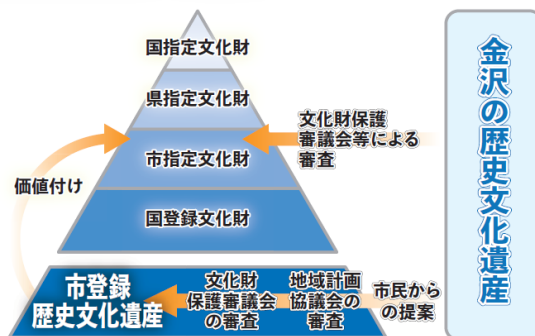 国指定文化財
県指定文化財
文化財保護
審議会等による
審査
市指定文化財
価値付け
国登録文化財
市登録
歴史文化遺産
文化財
保護審議会
の審査
地域計画
協議会の
審査
市民から
の提案
金沢の歴史文化遺産